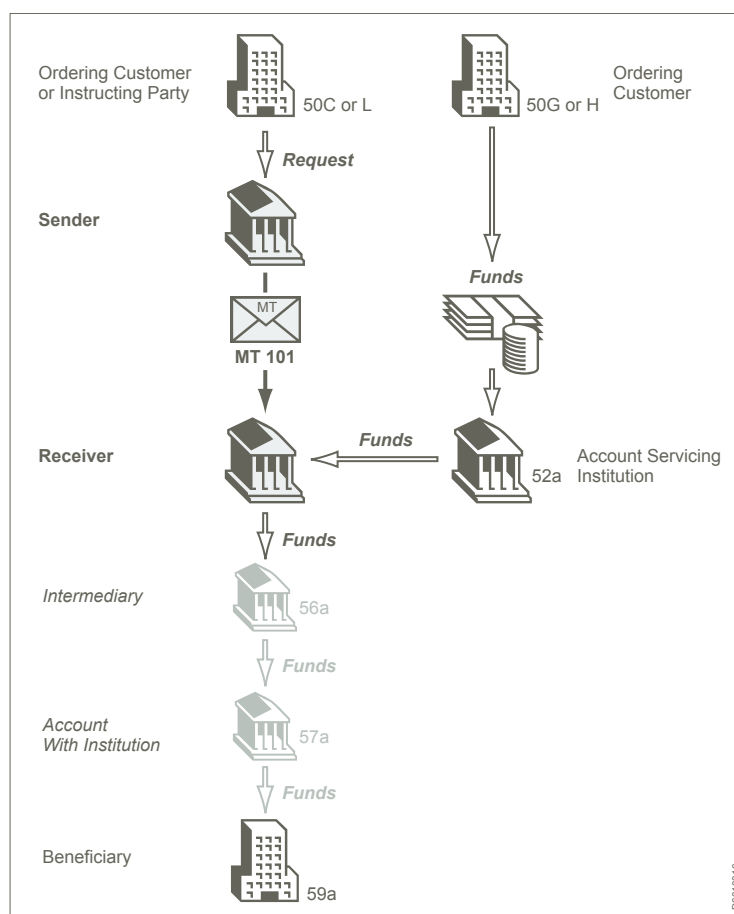 Ordering Customer
or Instructing Party
50C or L
50G or H
Ordering
Customer
Request
Sender
Funds
MT
MT 101
Receiver
Funds
52a
Account Servicing
Institution
Funds
Intermediary
56a
Funds
Account
With Institution
57a
Funds
Beneficiary
59a